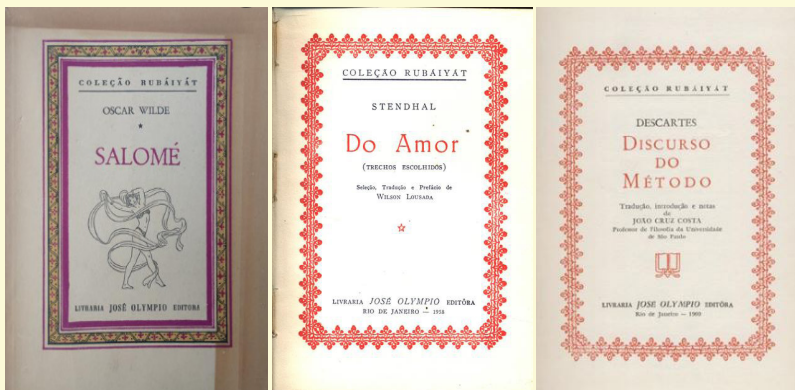 COLEÇÃO RUBÁIYÁT
OSCAR WILDE
SALOMÉ
LIVRARIA JOSÉ OLYMPIO EDITORA
COLEÇÃO RUBÁIYÁT
STENDHAL
Do Amor
(TRECHOS ESCOLHIDOS)
Seleção, Tradução e Prefácio de
WILSON LOUSADA
LIVRARIA JOSÉ OLYMPIO EDITÔRA
RIO DE JANEIRO — 1958
COLEÇÃO RUBÁIYÁT
DESCARTES
DISCURSO
DO
MÉTODO
Tradução, introdução e notas
de
JOÃO CRUZ COSTA
Professor de Filosofia da Universidade
de São Paulo
LIVRARIA JOSÉ OLYMPIO EDITÔRA
Rio de Janeiro — 1960